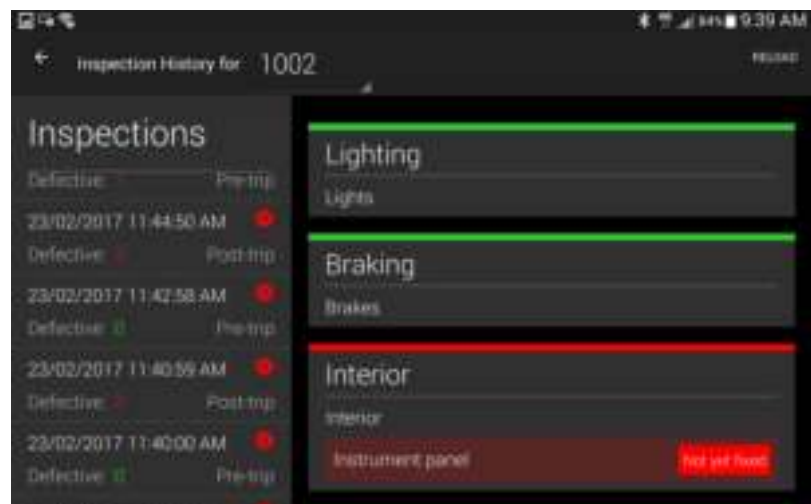 9:39 AM
Inspection History for 1002
RELOAD
Inspections
Defective: Pre-trip
23/02/2017 11:44:50 AM
Defective: Post-trip
23/02/2017 11:42:58 AM
Defective: 0 Pre-trip
23/02/2017 11:40:59 AM
Defective: Post-trip
23/02/2017 11:40:00 AM
Defective: 0 Pre-trip
Lighting
Lights
Braking
Brakes
Interior
Interior
Instrument panel
Not yet fixed